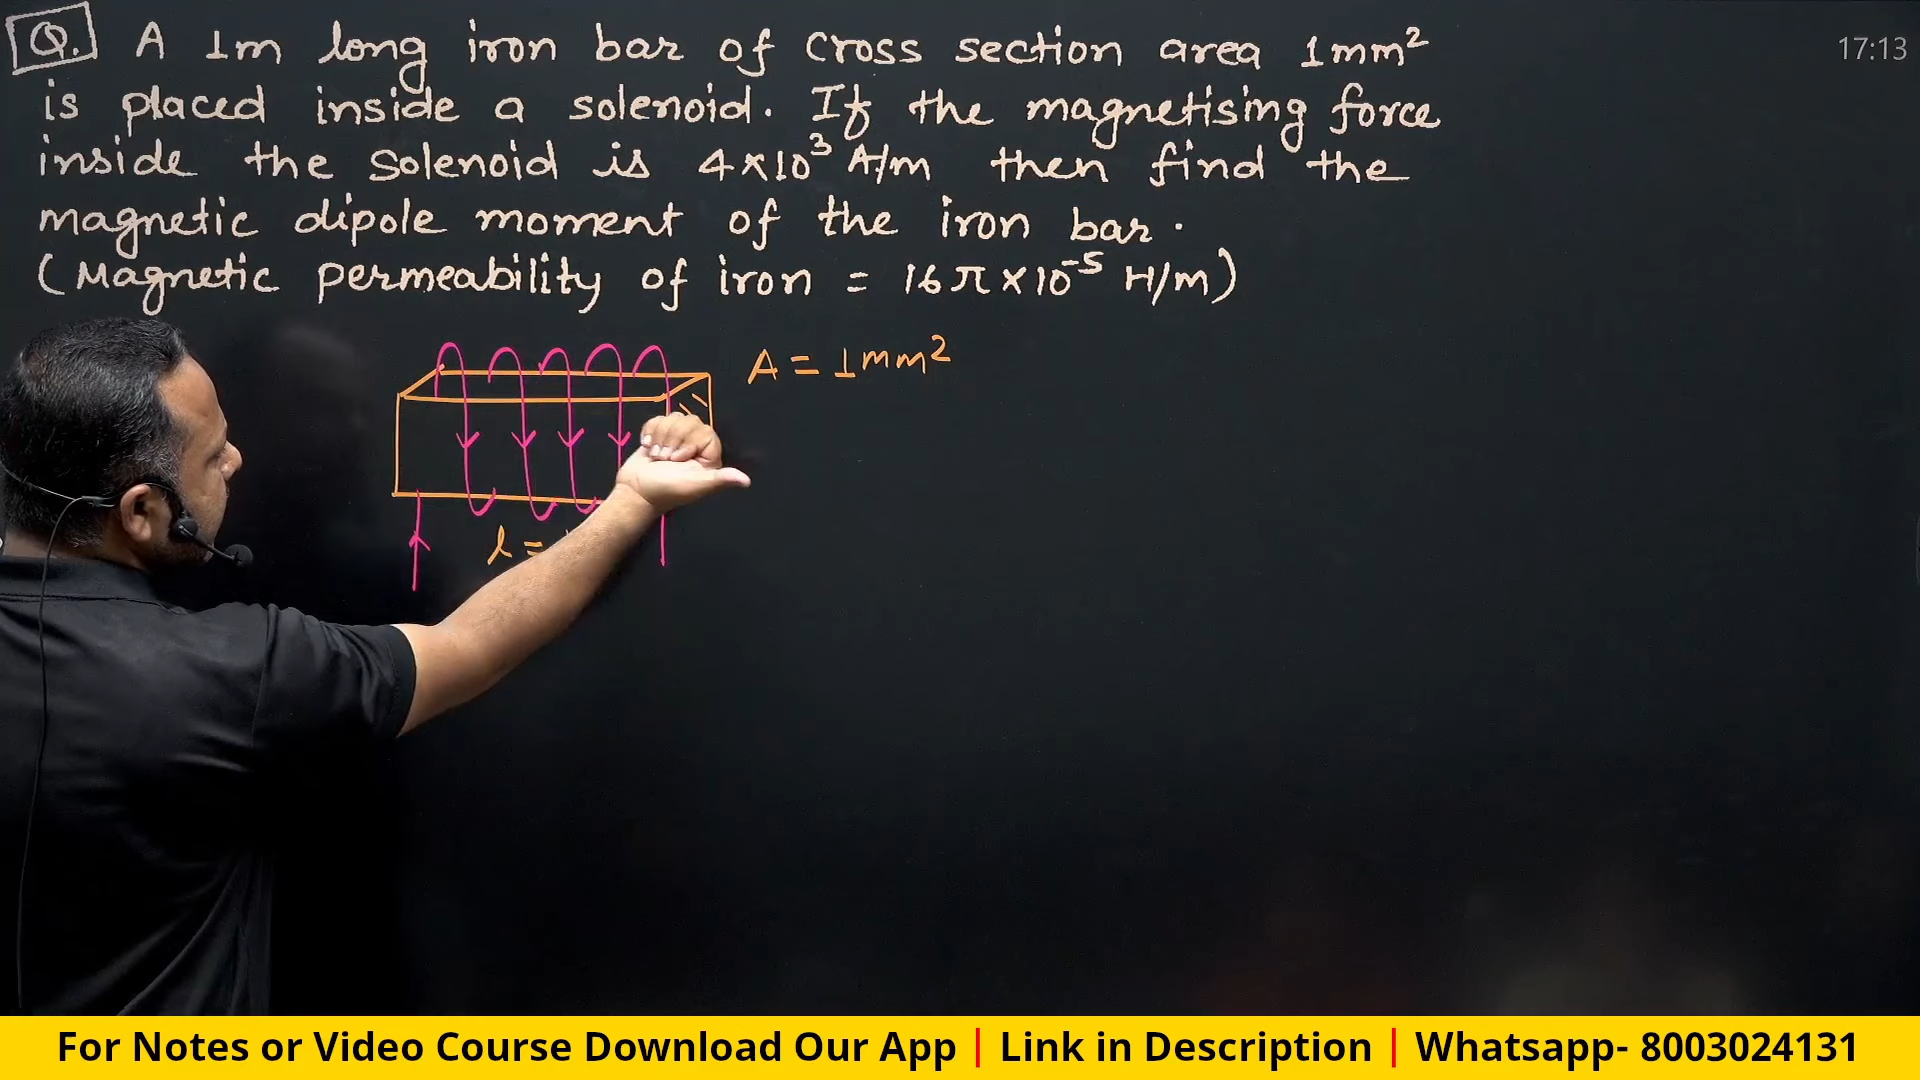 Q. A 1m long iron bar of cross section area 1mm²
17:13
is placed inside a solenoid. If the magnetising force
inside the solenoid is 4×10³ A/m then find the
magnetic dipole moment of the iron bar.
(Magnetic permeability of iron = 16π×10⁻⁵ H/m)
A = 1mm²
l =
For Notes or Video Course Download Our App | Link in Description | Whatsapp- 8003024131